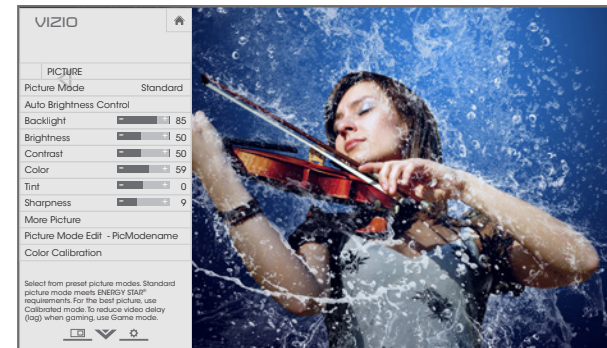 VIZIO
PICTURE
Picture Mode Standard
Auto Brightness Control
Backlight 85
Brightness 50
Contrast 50
Color 59
Tint 0
Sharpness 9
More Picture
Picture Mode Edit - PicModename
Color Calibration
Select from preset picture modes. Standard
picture mode meets ENERGY STAR®
requirements. For the best picture, use
Calibrated mode. To reduce video delay
(lag) when gaming, use Game mode.